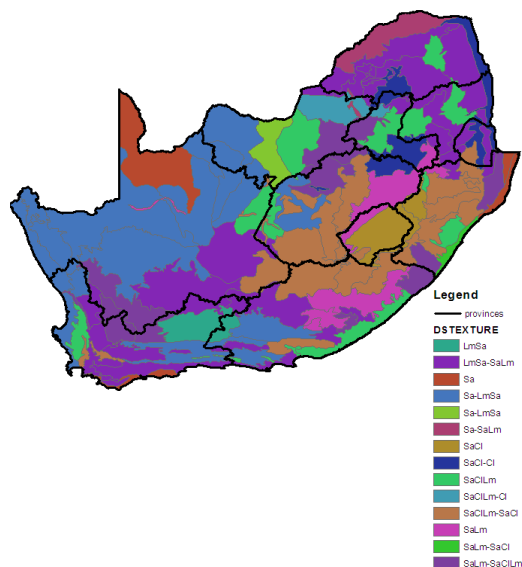 Legend
provinces
DSTEXTURE
LmSa
LmSa-SaLm
Sa
Sa-LmSa
Sa-LmSa
Sa-SaLm
SaCl
SaCl-Cl
SaClLm
SaClLm-Cl
SaClLm-SaCl
SaLm
SaLm-SaCl
SaLm-SaClLm